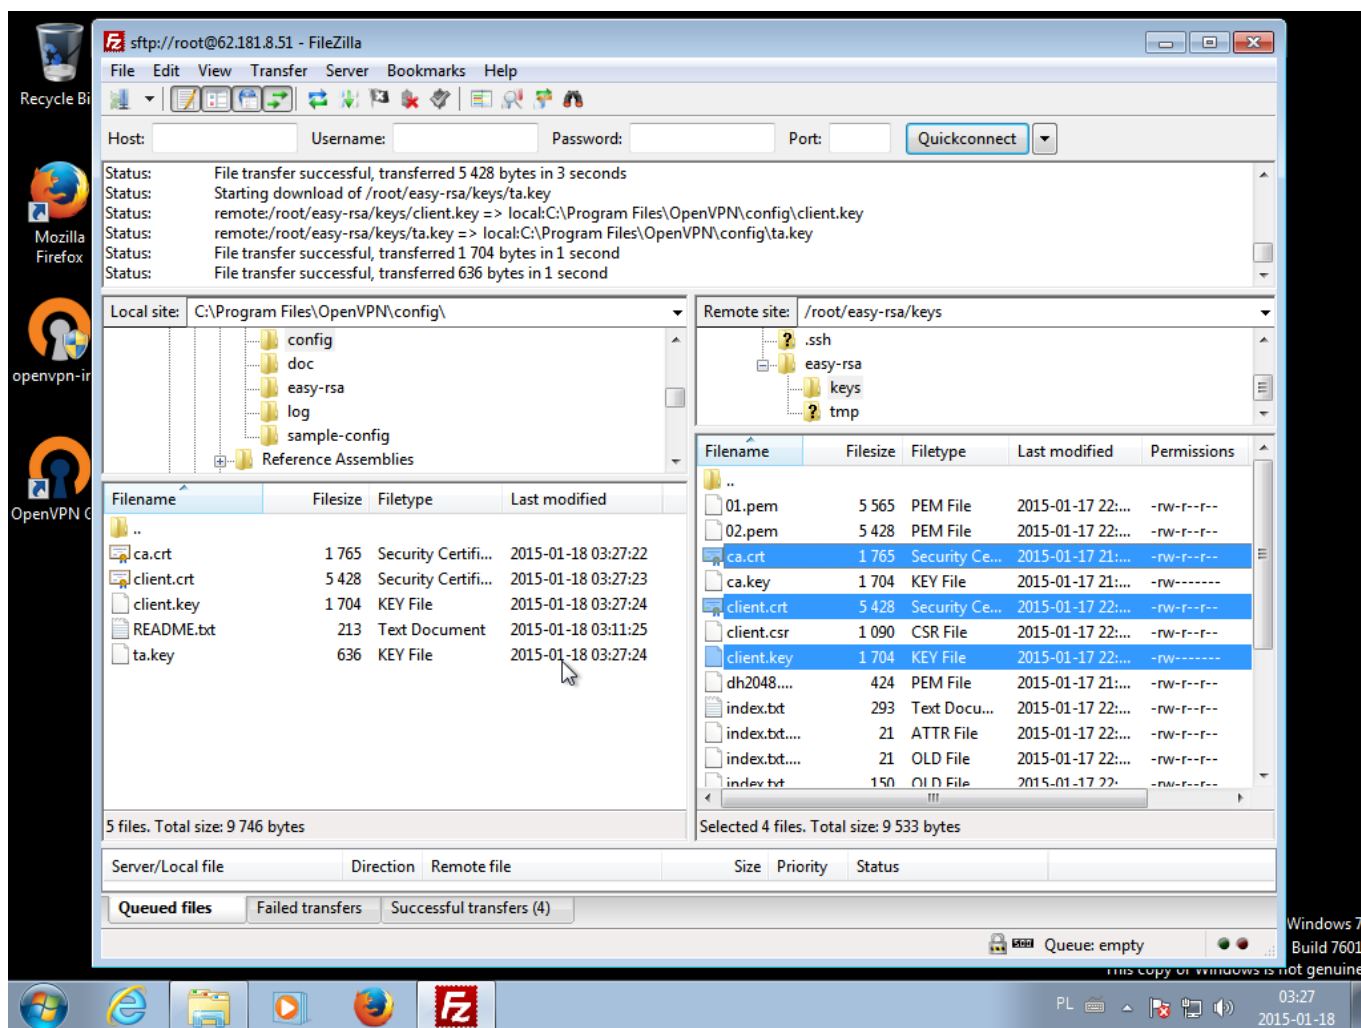 Recycle Bi
Mozilla
Firefox
openvpn-in
OpenVPN G
sftp://root@62.181.8.51 - FileZilla
File Edit View Transfer Server Bookmarks Help
Host: Username: Password: Port: Quickconnect
Status: File transfer successful, transferred 5 428 bytes in 3 seconds
Status: Starting download of /root/easy-rsa/keys/ta.key
Status: remote:/root/easy-rsa/keys/client.key => local:C:\Program Files\OpenVPN\config\client.key
Status: remote:/root/easy-rsa/keys/ta.key => local:C:\Program Files\OpenVPN\config\ta.key
Status: File transfer successful, transferred 1 704 bytes in 1 second
Status: File transfer successful, transferred 636 bytes in 1 second
Local site: C:\Program Files\OpenVPN\config\
config
doc
easy-rsa
log
sample-config
Reference Assemblies
Filename Filesize Filetype Last modified
..
ca.crt 1 765 Security Certifi... 2015-01-18 03:27:22
client.crt 5 428 Security Certifi... 2015-01-18 03:27:23
client.key 1 704 KEY File 2015-01-18 03:27:24
README.txt 213 Text Document 2015-01-18 03:11:25
ta.key 636 KEY File 2015-01-18 03:27:24
5 files. Total size: 9 746 bytes
Remote site: /root/easy-rsa/keys
.ssh
easy-rsa
keys
tmp
Filename Filesize Filetype Last modified Permissions
..
01.pem 5 565 PEM File 2015-01-17 22:... -rw-r--r--
02.pem 5 428 PEM File 2015-01-17 22:... -rw-r--r--
ca.crt 1 765 Security Ce... 2015-01-17 21:... -rw-r--r--
ca.key 1 704 KEY File 2015-01-17 21:... -rw-------
client.crt 5 428 Security Ce... 2015-01-17 22:... -rw-r--r--
client.csr 1 090 CSR File 2015-01-17 22:... -rw-r--r--
client.key 1 704 KEY File 2015-01-17 22:... -rw-------
dh2048.... 424 PEM File 2015-01-17 21:... -rw-r--r--
index.txt 293 Text Docu... 2015-01-17 22:... -rw-r--r--
index.txt.... 21 ATTR File 2015-01-17 22:... -rw-r--r--
index.txt.... 21 OLD File 2015-01-17 22:... -rw-r--r--
index.txt 150 OLD File 2015-01-17 22: -rw-r--r--
Selected 4 files. Total size: 9 533 bytes
Server/Local file Direction Remote file Size Priority Status
Queued files Failed transfers Successful transfers (4)
Queue: empty
Windows 7
Build 7601
This copy of Windows is not genuine
PL
03:27
2015-01-18